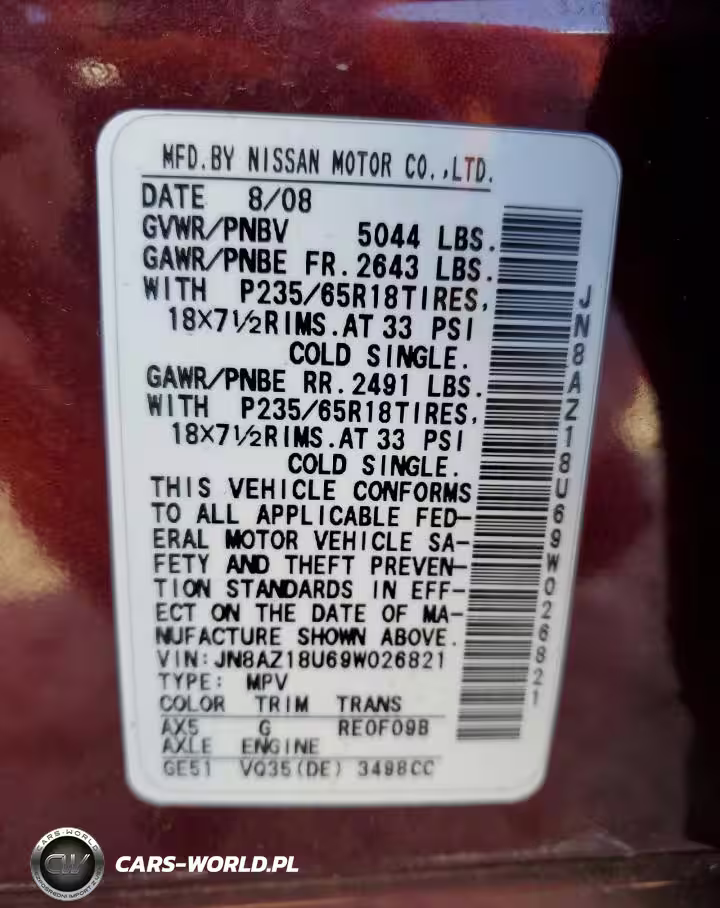 MFD.BY NISSAN MOTOR CO.,LTD.
DATE 8/08
GVWR/PNBV 5044 LBS.
GAWR/PNBE FR.2643 LBS.
WITH P235/65R18TIRES,
18X7½RIMS.AT 33 PSI
COLD SINGLE.
GAWR/PNBE RR.2491 LBS.
WITH P235/65R18TIRES,
18X7½RIMS.AT 33 PSI
COLD SINGLE.
THIS VEHICLE CONFORMS
TO ALL APPLICABLE FED-
ERAL MOTOR VEHICLE SA-
FETY AND THEFT PREVEN-
TION STANDARDS IN EFF-
ECT ON THE DATE OF MA-
NUFACTURE SHOWN ABOVE.
VIN:JN8AZ18U69W026821
TYPE: MPV
COLOR TRIM TRANS
AX5 G RE0F09B
AXLE ENGINE
GE51 VQ35(DE) 3498CC
JN8AZ18U69W026821
CARS-WORLD
CW
CARS-WORLD.PL